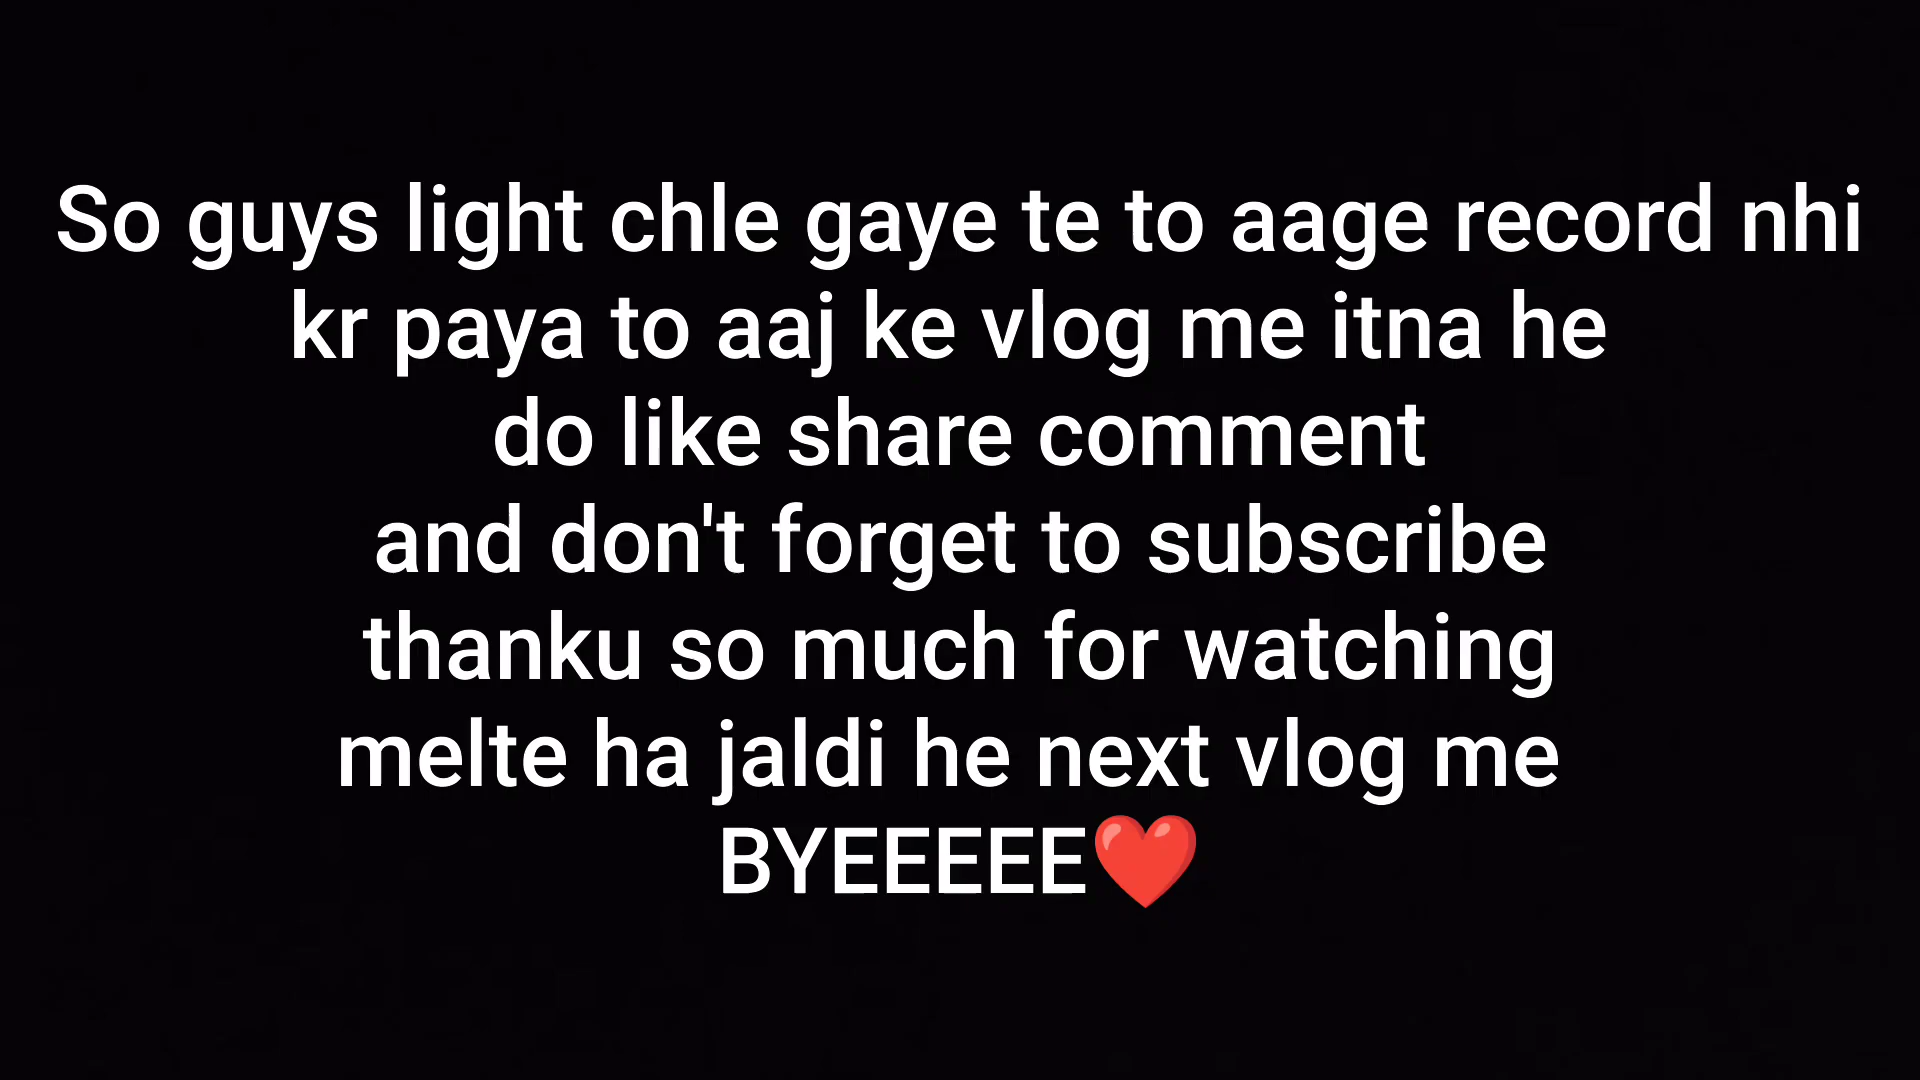 So guys light chle gaye te to aage record nhi
kr paya to aaj ke vlog me itna he
do like share comment
and don't forget to subscribe
thanku so much for watching
melte ha jaldi he next vlog me
BYEEEEE❤️